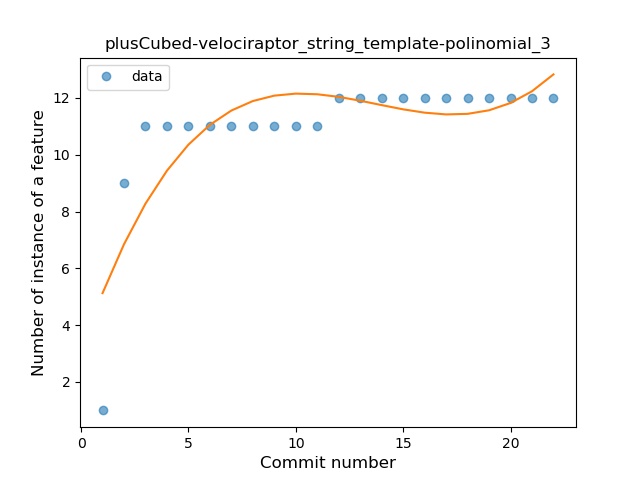 plusCubed-velociraptor_string_template-polinomial_3
data
Number of instance of a feature
12
10
8
6
4
2
0 5 10 15 20
Commit number